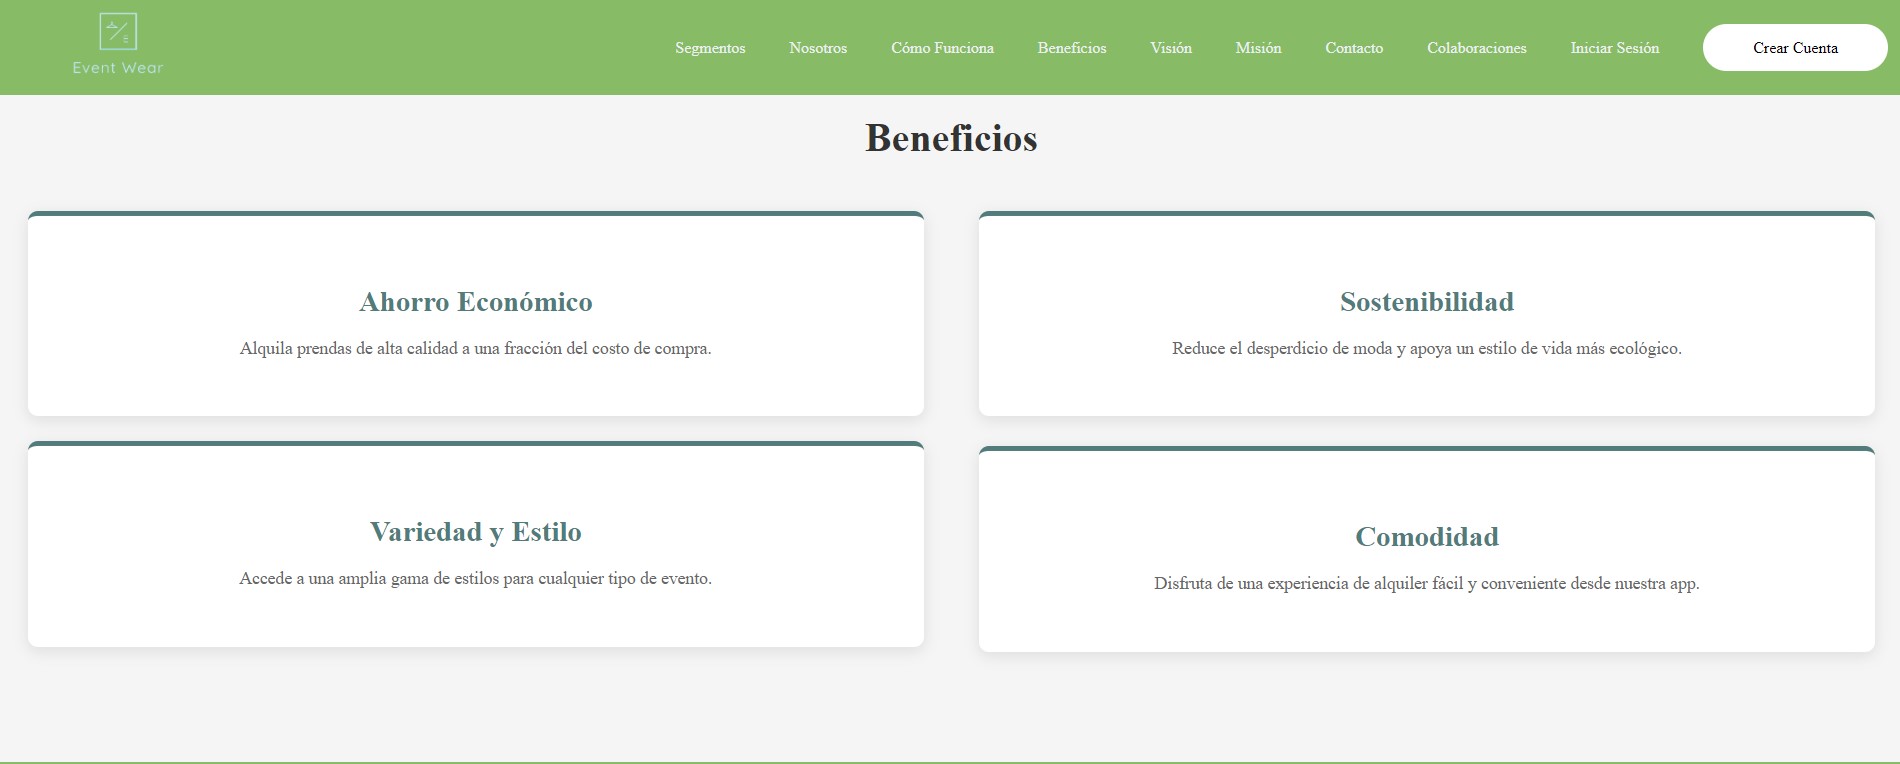 Event Wear
Segmentos
Nosotros
Cómo Funciona
Beneficios
Visión
Misión
Contacto
Colaboraciones
Iniciar Sesión
Crear Cuenta
Beneficios
Ahorro Económico
Alquila prendas de alta calidad a una fracción del costo de compra.
Sostenibilidad
Reduce el desperdicio de moda y apoya un estilo de vida más ecológico.
Variedad y Estilo
Accede a una amplia gama de estilos para cualquier tipo de evento.
Comodidad
Disfruta de una experiencia de alquiler fácil y conveniente desde nuestra app.